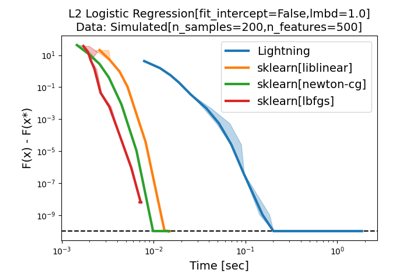 L2 Logistic Regression[fit_intercept=False,lmbd=1.0]
Data: Simulated[n_samples=200,n_features=500]
Lightning
sklearn[liblinear]
sklearn[newton-cg]
sklearn[lbfgs]
F(x) - F(x*)
10¹
10⁻¹
10⁻³
10⁻⁵
10⁻⁷
10⁻⁹
10⁻³
10⁻²
10⁻¹
10⁰
Time [sec]